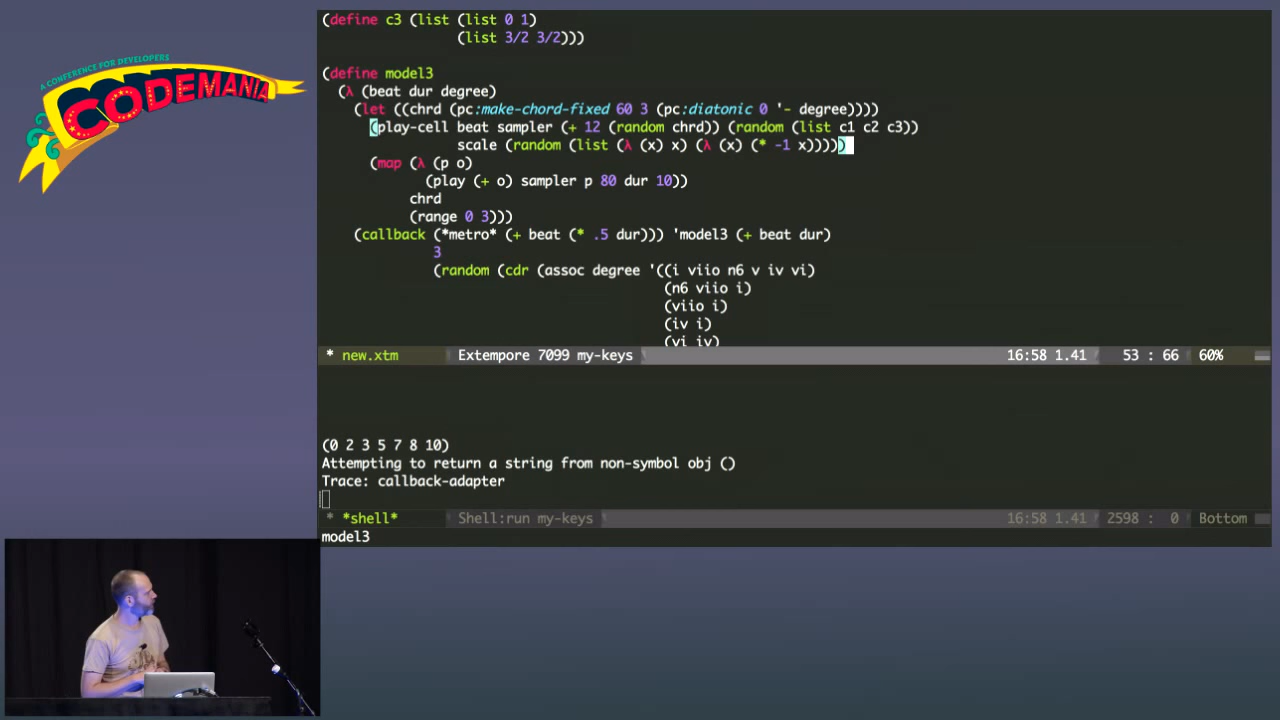 A CONFERENCE FOR DEVELOPERS
CODEMANIA
(define c3 (list (list 0 1)
(list 3/2 3/2)))
(define model3
(λ (beat dur degree)
(let ((chrd (pc:make-chord-fixed 60 3 (pc:diatonic 0 '- degree))))
(play-cell beat sampler (+ 12 (random chrd)) (random (list c1 c2 c3))
scale (random (list (λ (x) x) (λ (x) (* -1 x)))))
(map (λ (p o)
(play (+ o) sampler p 80 dur 10))
chrd
(range 0 3)))
(callback (*metro* (+ beat (* .5 dur))) 'model3 (+ beat dur)
3
(random (cdr (assoc degree '((i viio n6 v iv vi)
(n6 viio i)
(viio i)
(iv i)
(vi iv)
* new.xtm Extempore 7099 my-keys 16:58 1.41 53 : 66 60%
(0 2 3 5 7 8 10)
Attempting to return a string from non-symbol obj ()
Trace: callback-adapter
* *shell* Shell:run my-keys 16:58 1.41 2598 : 0 Bottom
model3